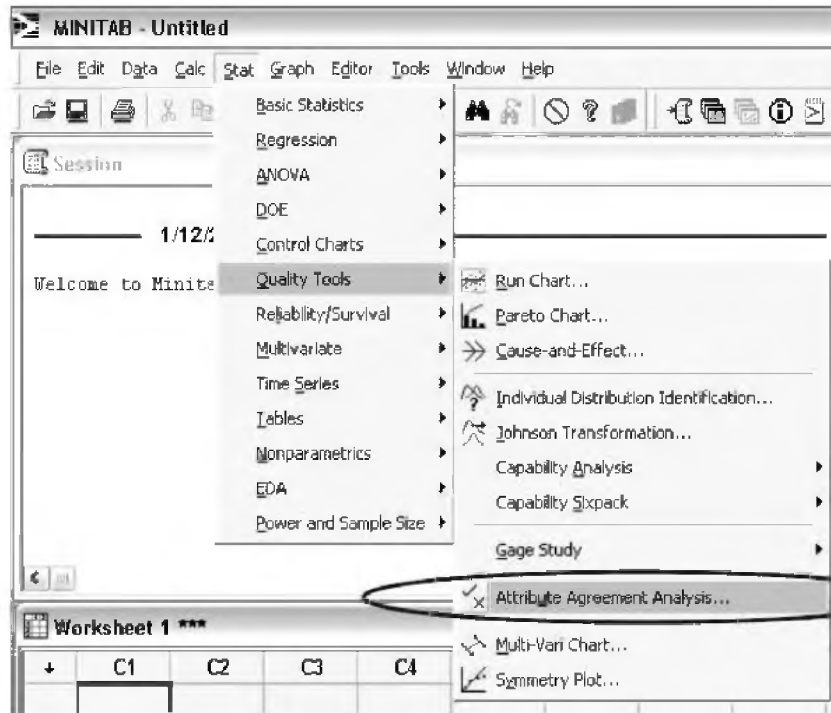 MINITAB - Untitled
File Edit Data Calc Stat Graph Editor Tools Window Help
Session
1/12/
Welcome to Minita
Basic Statistics
Regression
ANOVA
DOE
Control Charts
Quality Tools
Reliability/Survival
Multivariate
Time Series
Tables
Nonparametrics
EDA
Power and Sample Size
Run Chart...
Pareto Chart...
Cause-and-Effect...
Individual Distribution Identification...
Johnson Transformation...
Capability Analysis
Capability Sixpack
Gage Study
Attribute Agreement Analysis...
Multi-Vari Chart...
Symmetry Plot...
Worksheet 1 ***
C1 C2 C3 C4